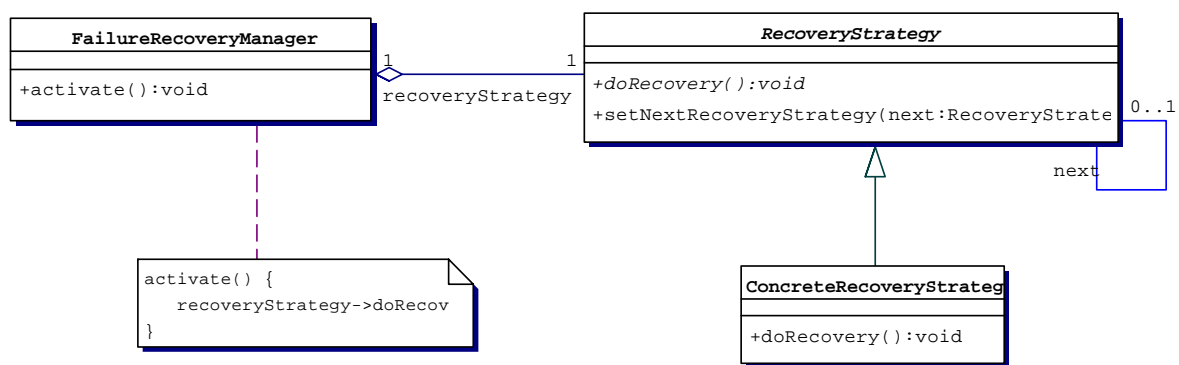 FailureRecoveryManager
+activate():void
1
1
recoveryStrategy
RecoveryStrategy
+doRecovery():void
+setNextRecoveryStrategy(next:RecoveryStrate
0..1
next
activate() {
recoveryStrategy->doRecov
}
ConcreteRecoveryStrateg
+doRecovery():void